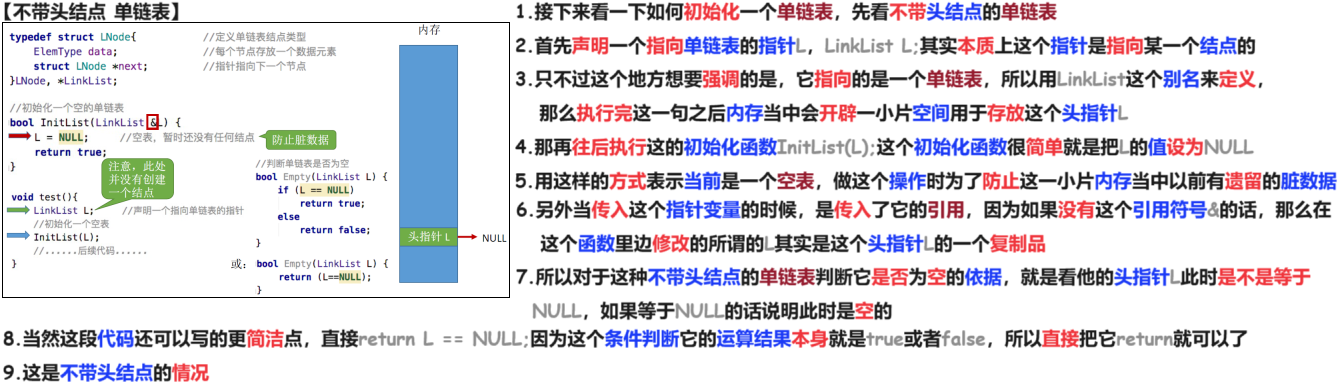 【不带头结点 单链表】
typedef struct LNode{ //定义单链表结点类型
ElemType data; //每个节点存放一个数据元素
struct LNode *next; //指针指向下一个节点
}LNode, *LinkList;
//初始化一个空的单链表
bool InitList(LinkList &L) {
L = NULL; //空表，暂时还没有任何结点
防止脏数据
return true;
}
注意，此处
并没有创建
一个结点
void test(){
LinkList L; //声明一个指向单链表的指针
//初始化一个空表
InitList(L);
//......后续代码......
}
//判断单链表是否为空
bool Empty(LinkList L) {
if (L == NULL)
return true;
else
return false;
}
或：bool Empty(LinkList L) {
return (L==NULL);
}
内存
头指针 L
NULL
1.接下来看一下如何初始化一个单链表，先看不带头结点的单链表
2.首先声明一个指向单链表的指针L，LinkList L;其实本质上这个指针是指向某一个结点的
3.只不过这个地方想要强调的是，它指向的是一个单链表，所以用LinkList这个别名来定义，
那么执行完这一句之后内存当中会开辟一小片空间用于存放这个头指针L
4.那再往后执行这的初始化函数InitList(L);这个初始化函数很简单就是把L的值设为NULL
5.用这样的方式表示当前是一个空表，做这个操作时为了防止这一小片内存当中以前有遗留的脏数据
6.另外当传入这个指针变量的时候，是传入了它的引用，因为如果没有这个引用符号&的话，那么在
这个函数里边修改的所谓的L其实是这个头指针L的一个复制品
7.所以对于这种不带头结点的单链表判断它是否为空的依据，就是看他的头指针L此时是不是等于
NULL，如果等于NULL的话说明此时是空的
8.当然这段代码还可以写的更简洁点，直接return L == NULL;因为这个条件判断它的运算结果本身就是true或者false，所以直接把它return就可以了
9.这是不带头结点的情况